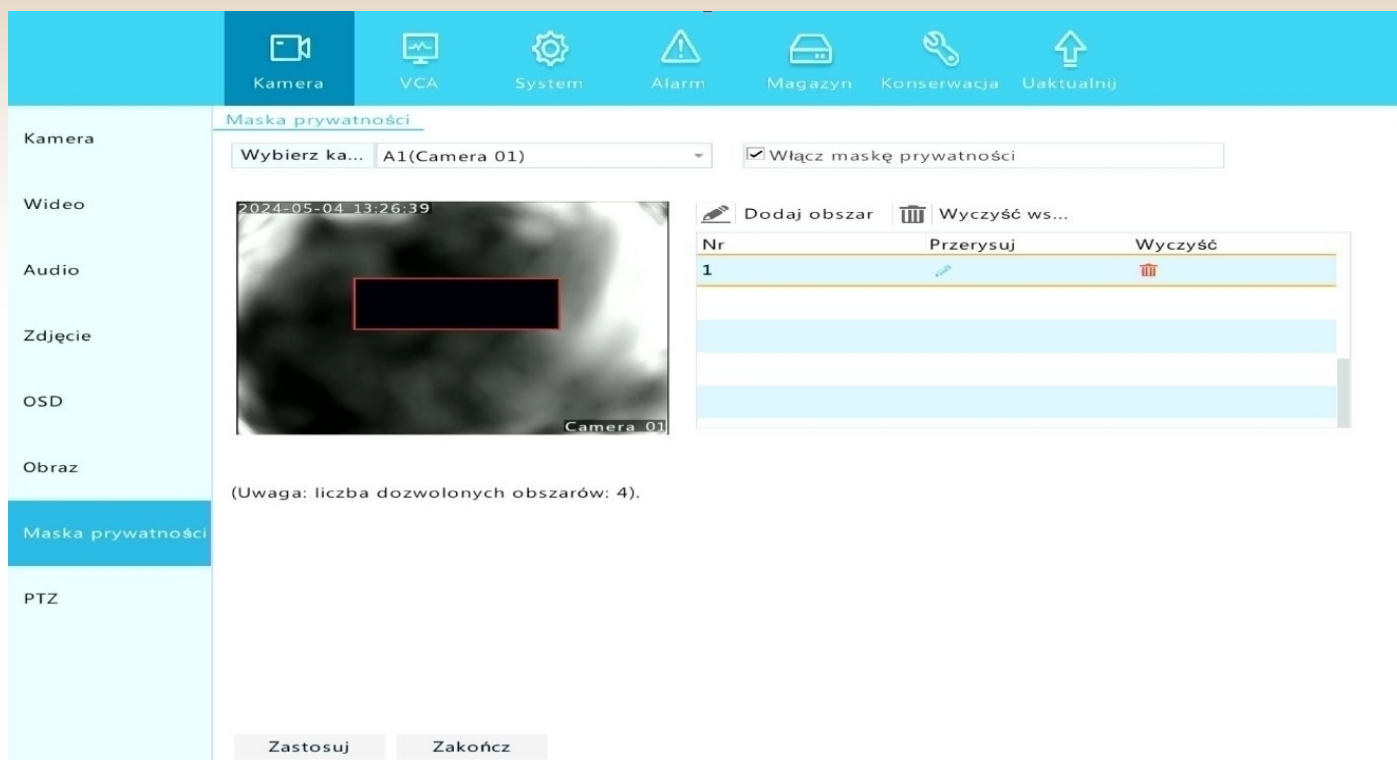 Kamera VCA System Alarm Magazyn Konserwacja Uaktualnij
Kamera
Wideo
Audio
Zdjęcie
OSD
Obraz
Maska prywatności
PTZ
Maska prywatności
Wybierz ka... A1(Camera 01) Włącz maskę prywatności
2024-05-04 13:26:39
Camera 01
Dodaj obszar Wyczyść ws...
Nr Przerysuj Wyczyść
1
(Uwaga: liczba dozwolonych obszarów: 4).
Zastosuj Zakończ